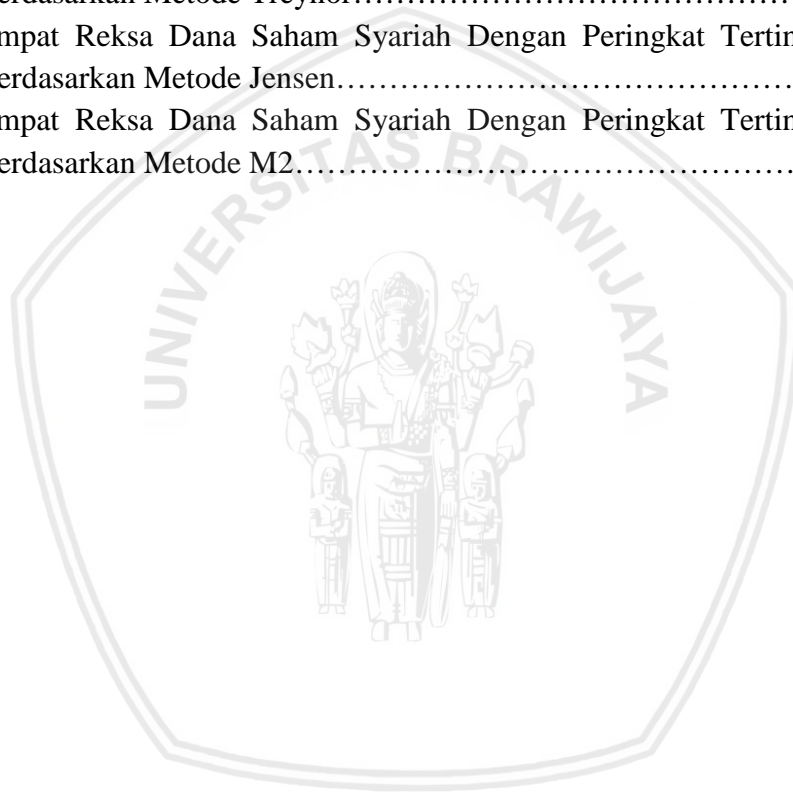 erdasarkan Metode Treynor……………………………………
mpat Reksa Dana Saham Syariah Dengan Peringkat Tertin
erdasarkan Metode Jensen………………………………………
mpat Reksa Dana Saham Syariah Dengan Peringkat Tertin
erdasarkan Metode M2……………………………………………
UNIVERSITAS BRAWIJAYA